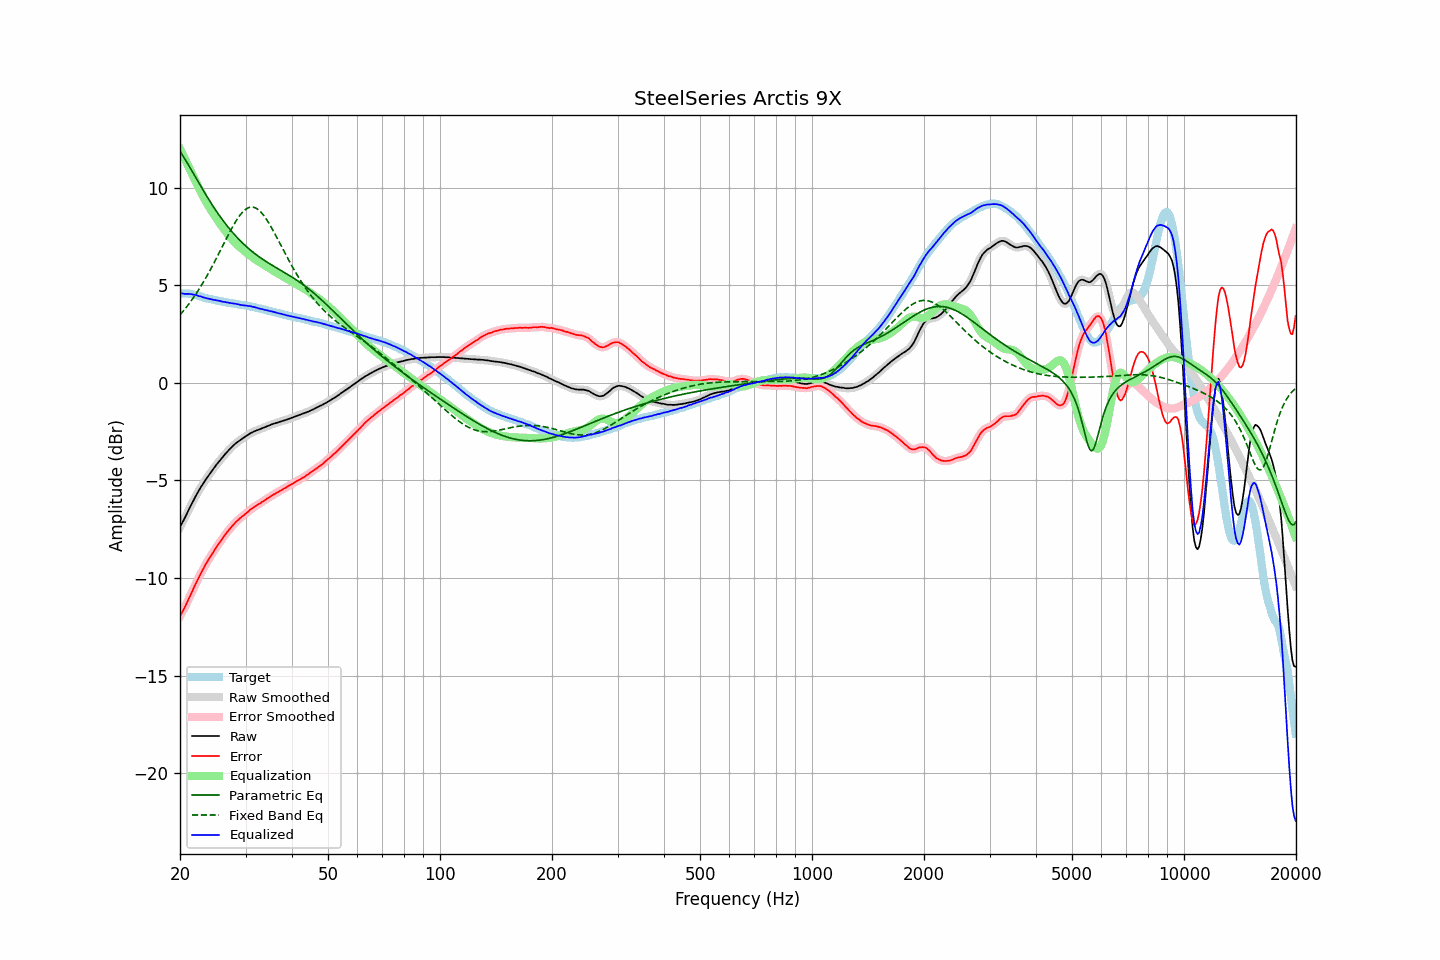 SteelSeries Arctis 9X
Amplitude (dBr)
10
5
0
−5
−10
−15
−20
Target
Raw Smoothed
Error Smoothed
Raw
Error
Equalization
Parametric Eq
Fixed Band Eq
Equalized
20 50 100 200 500 1000 2000 5000 10000 20000
Frequency (Hz)